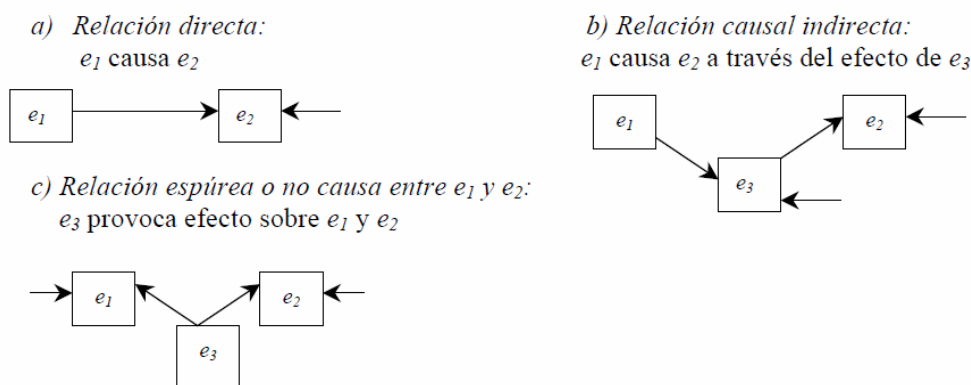 a) Relación directa:
e1 causa e2
e1
e2
b) Relación causal indirecta:
e1 causa e2 a través del efecto de e3
e1
e2
e3
c) Relación espúrea o no causa entre e1 y e2:
e3 provoca efecto sobre e1 y e2
e1
e2
e3